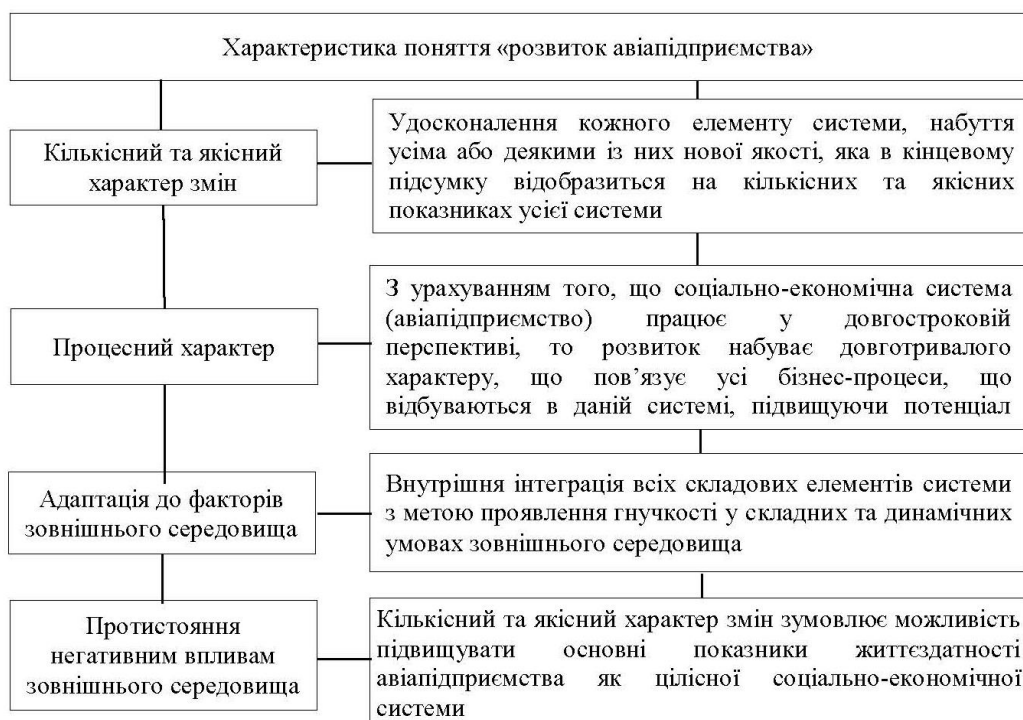 Характеристика поняття «розвиток авіапідприємства»
Кількісний та якісний
характер змін
Удосконалення кожного елементу системи, набуття
усіма або деякими із них нової якості, яка в кінцевому
підсумку відобразиться на кількісних та якісних
показниках усієї системи
Процесний характер
З урахуванням того, що соціально-економічна система
(авіапідприємство) працює у довгостроковій
перспективі, то розвиток набуває довготривалого
характеру, що пов’язує усі бізнес-процеси, що
відбуваються в даній системі, підвищуючи потенціал
Адаптація до факторів
зовнішнього середовища
Внутрішня інтеграція всіх складових елементів системи
з метою проявлення гнучкості у складних та динамічних
умовах зовнішнього середовища
Протистояння
негативним впливам
зовнішнього середовища
Кількісний та якісний характер змін зумовлює можливість
підвищувати основні показники життєздатності
авіапідприємства як цілісної соціально-економічної
системи